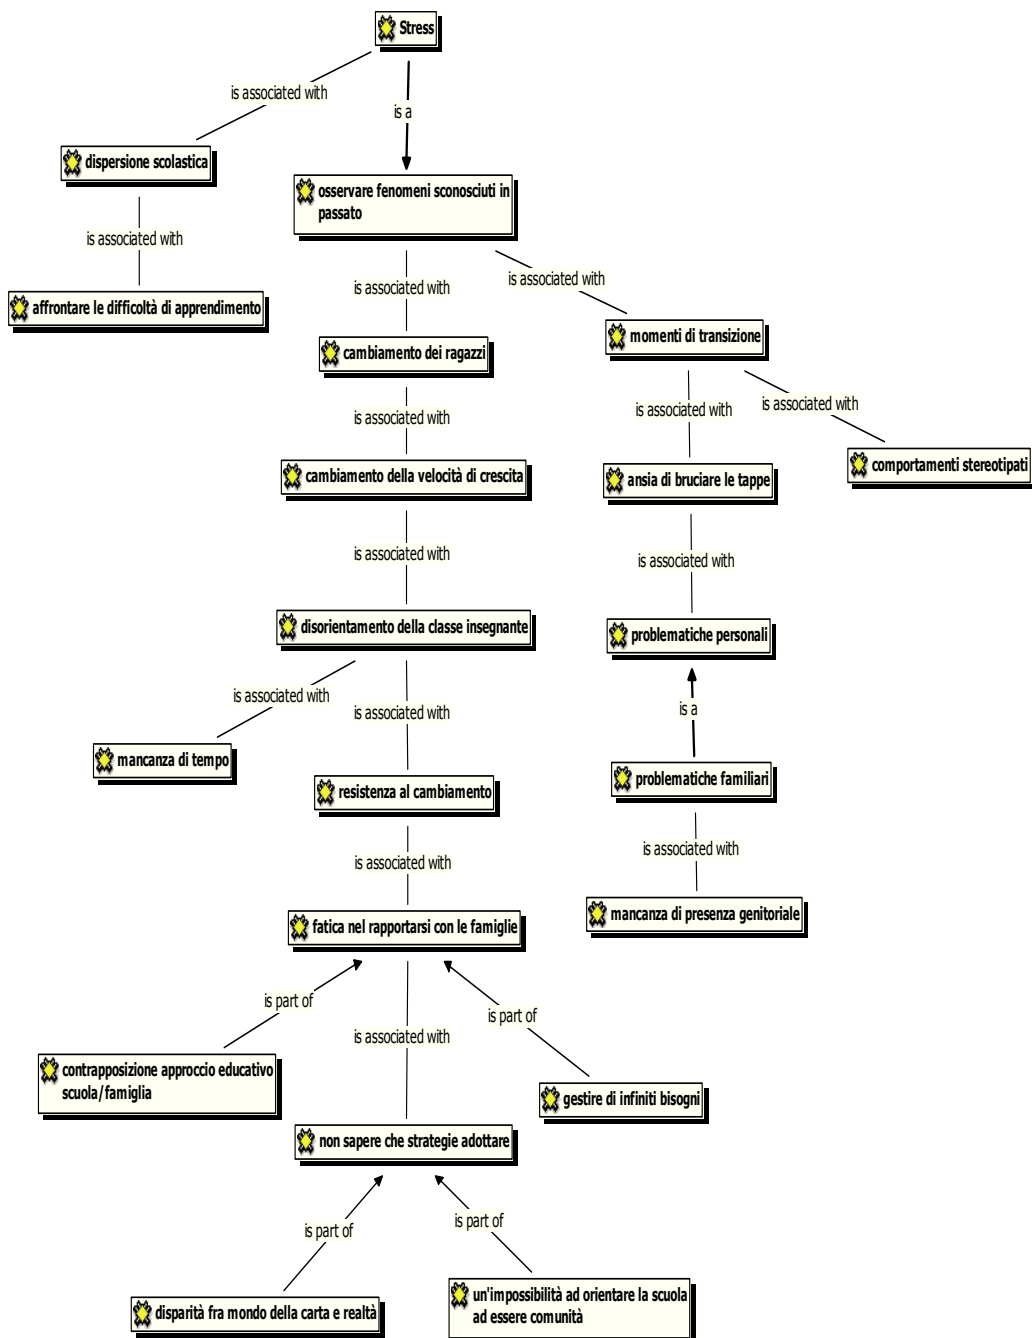 Stress
is associated with
is a
dispersione scolastica
osservare fenomeni sconosciuti in
passato
is associated with
is associated with
is associated with
affrontare le difficoltà di apprendimento
momenti di transizione
cambiamento dei ragazzi
is associated with
is associated with
is associated with
cambiamento della velocità di crescita
ansia di bruciare le tappe
comportamenti stereotipati
is associated with
is associated with
disorientamento della classe insegnante
problematiche personali
is associated with
is associated with
is a
mancanza di tempo
resistenza al cambiamento
problematiche familiari
is associated with
is associated with
fatica nel rapportarsi con le famiglie
mancanza di presenza genitoriale
is part of
is associated with
is part of
contrapposizione approccio educativo
scuola/famiglia
gestire di infiniti bisogni
non sapere che strategie adottare
is part of
is part of
disparità fra mondo della carta e realtà
un'impossibilità ad orientare la scuola
ad essere comunità